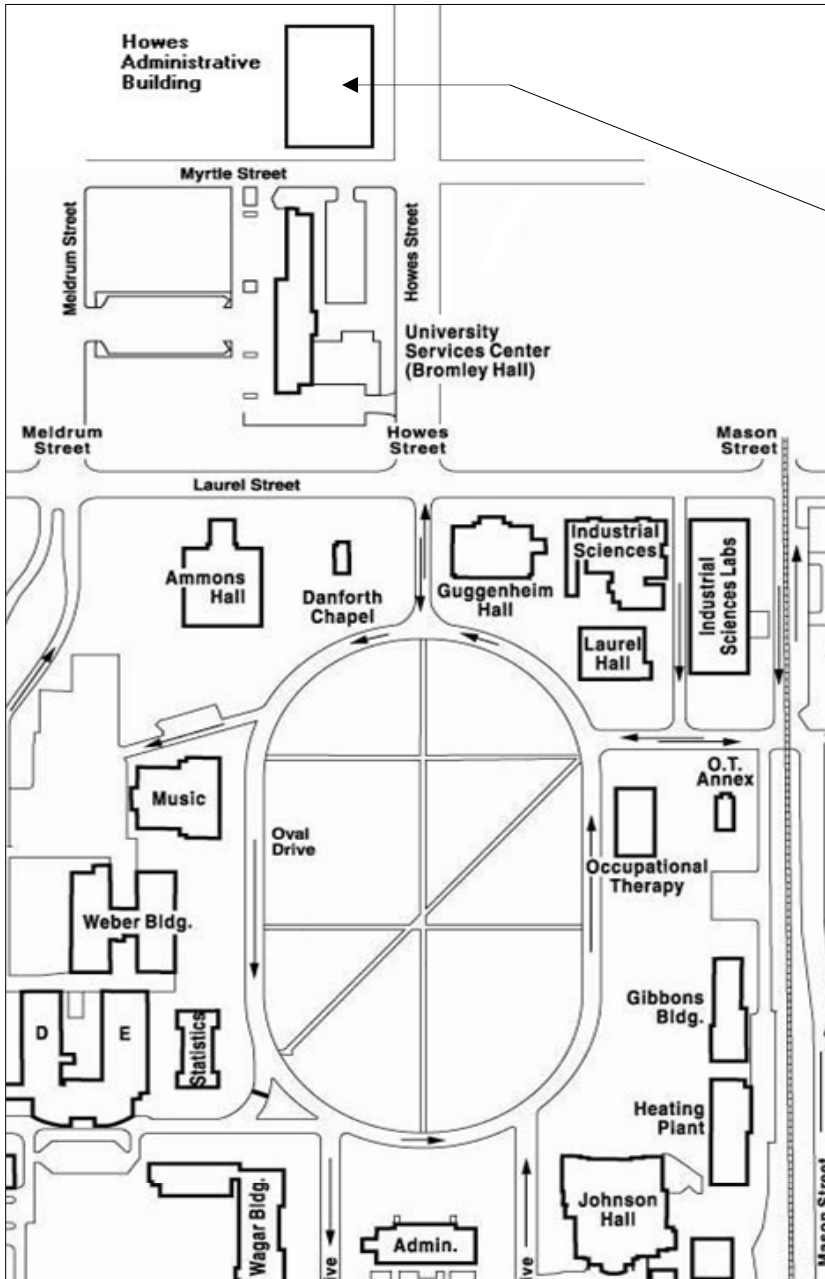 Howes
Administrative
Building
Myrtle Street
Meldrum Street
Howes Street
University
Services Center
(Bromley Hall)
Meldrum
Street
Howes
Street
Mason
Street
Laurel Street
Ammons
Hall
Danforth
Chapel
Guggenheim
Hall
Industrial
Sciences
Laurel
Hall
Industrial
Sciences Labs
Music
Oval
Drive
O.T.
Annex
Occupational
Therapy
Weber Bldg.
Gibbons
Bldg.
D
E
Statistics
Heating
Plant
Mason Street
Wagar Bldg.
Admin.
Johnson
Hall